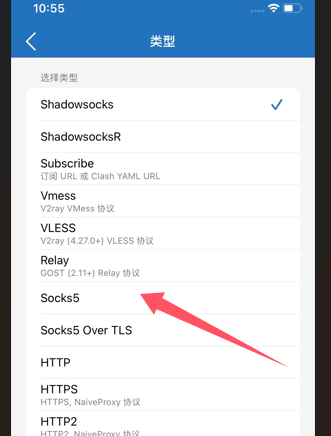 10:55
类型
选择类型
Shadowsocks
ShadowsocksR
Subscribe
订阅 URL 或 Clash YAML URL
Vmess
V2ray VMess 协议
VLESS
V2ray (4.27.0+) VLESS 协议
Relay
GOST (2.11+) Relay 协议
Socks5
Socks5 Over TLS
HTTP
HTTPS
HTTPS, NaiveProxy 协议
HTTP2
HTTP2, NaiveProxy 协议